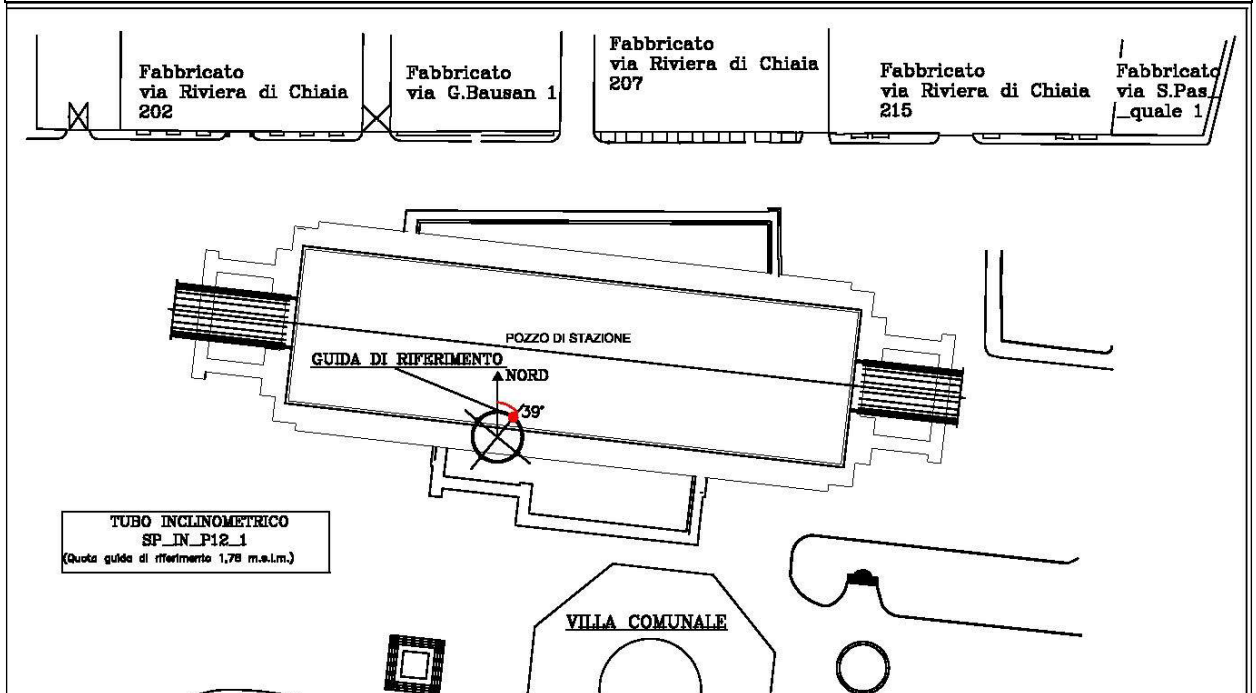 Fabbricato
via Riviera di Chiaia
202
Fabbricato
via G.Bausan 1
Fabbricato
via Riviera di Chiaia
207
Fabbricato
via Riviera di Chiaia
215
Fabbricato
via S.Pas_
_quale 1
POZZO DI STAZIONE
GUIDA DI RIFERIMENTO
NORD
39°
TUBO INCLINOMETRICO
SP_IN_P12_1
(Quota guida di riferimento 1,78 m.s.l.m.)
VILLA COMUNALE